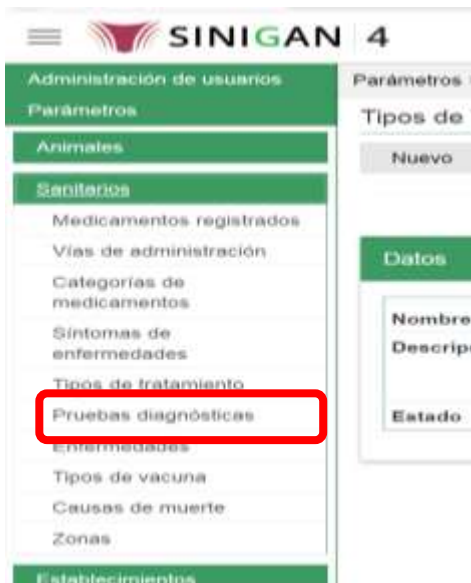 SINIGAN 4
Administración de usuarios
Parámetros
Animales
Sanitarios
Medicamentos registrados
Vías de administración
Categorías de
medicamentos
Síntomas de
enfermedades
Tipos de tratamiento
Pruebas diagnósticas
Enfermedades
Tipos de vacuna
Causas de muerte
Zonas
Establecimientos
Parámetros
Tipos de
Nuevo
Datos
Nombre
Descrip
Estado